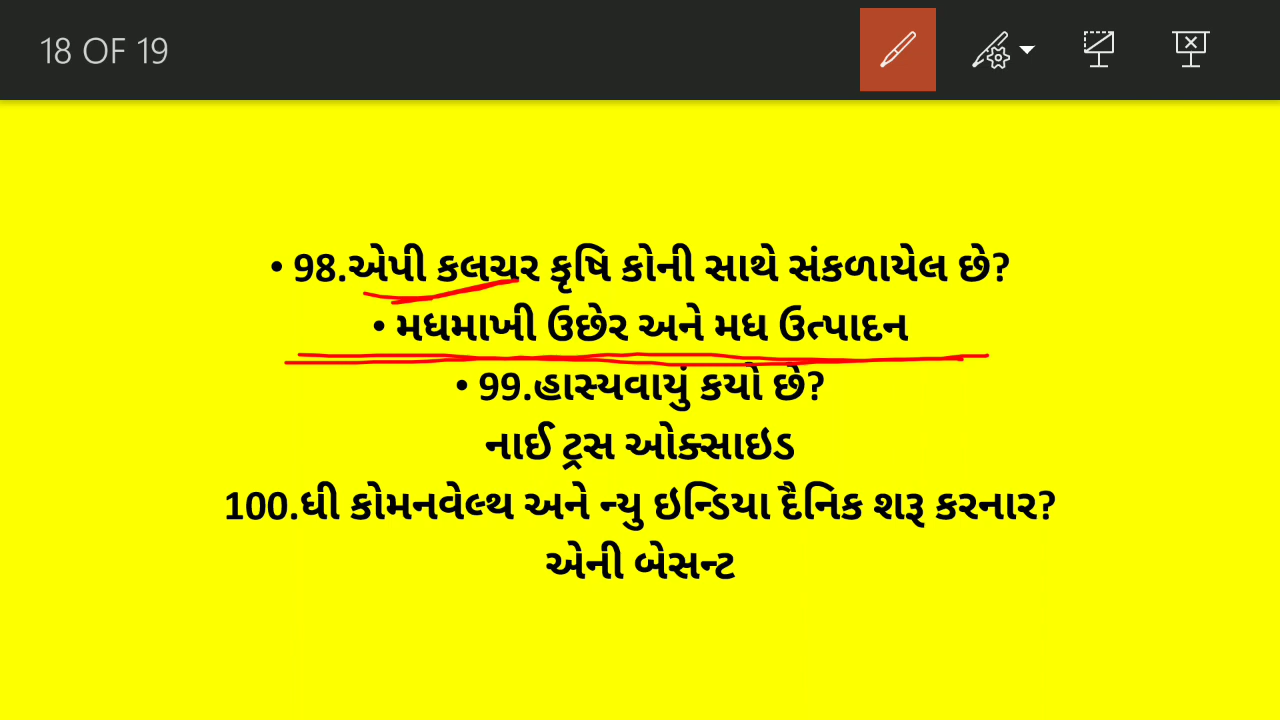 18 OF 19
• 98.એપી કલચર કૃષિ કોની સાથે સંકળાયેલ છે?
• મધમાખી ઉછેર અને મધ ઉત્પાદન
• 99.હાસ્યવાયું કયો છે?
નાઈ ટ્રસ ઓક્સાઇડ
100.ધી કોમનવેલ્થ અને ન્યુ ઇન્ડિયા દૈનિક શરૂ કરનાર?
એની બેસન્ટ